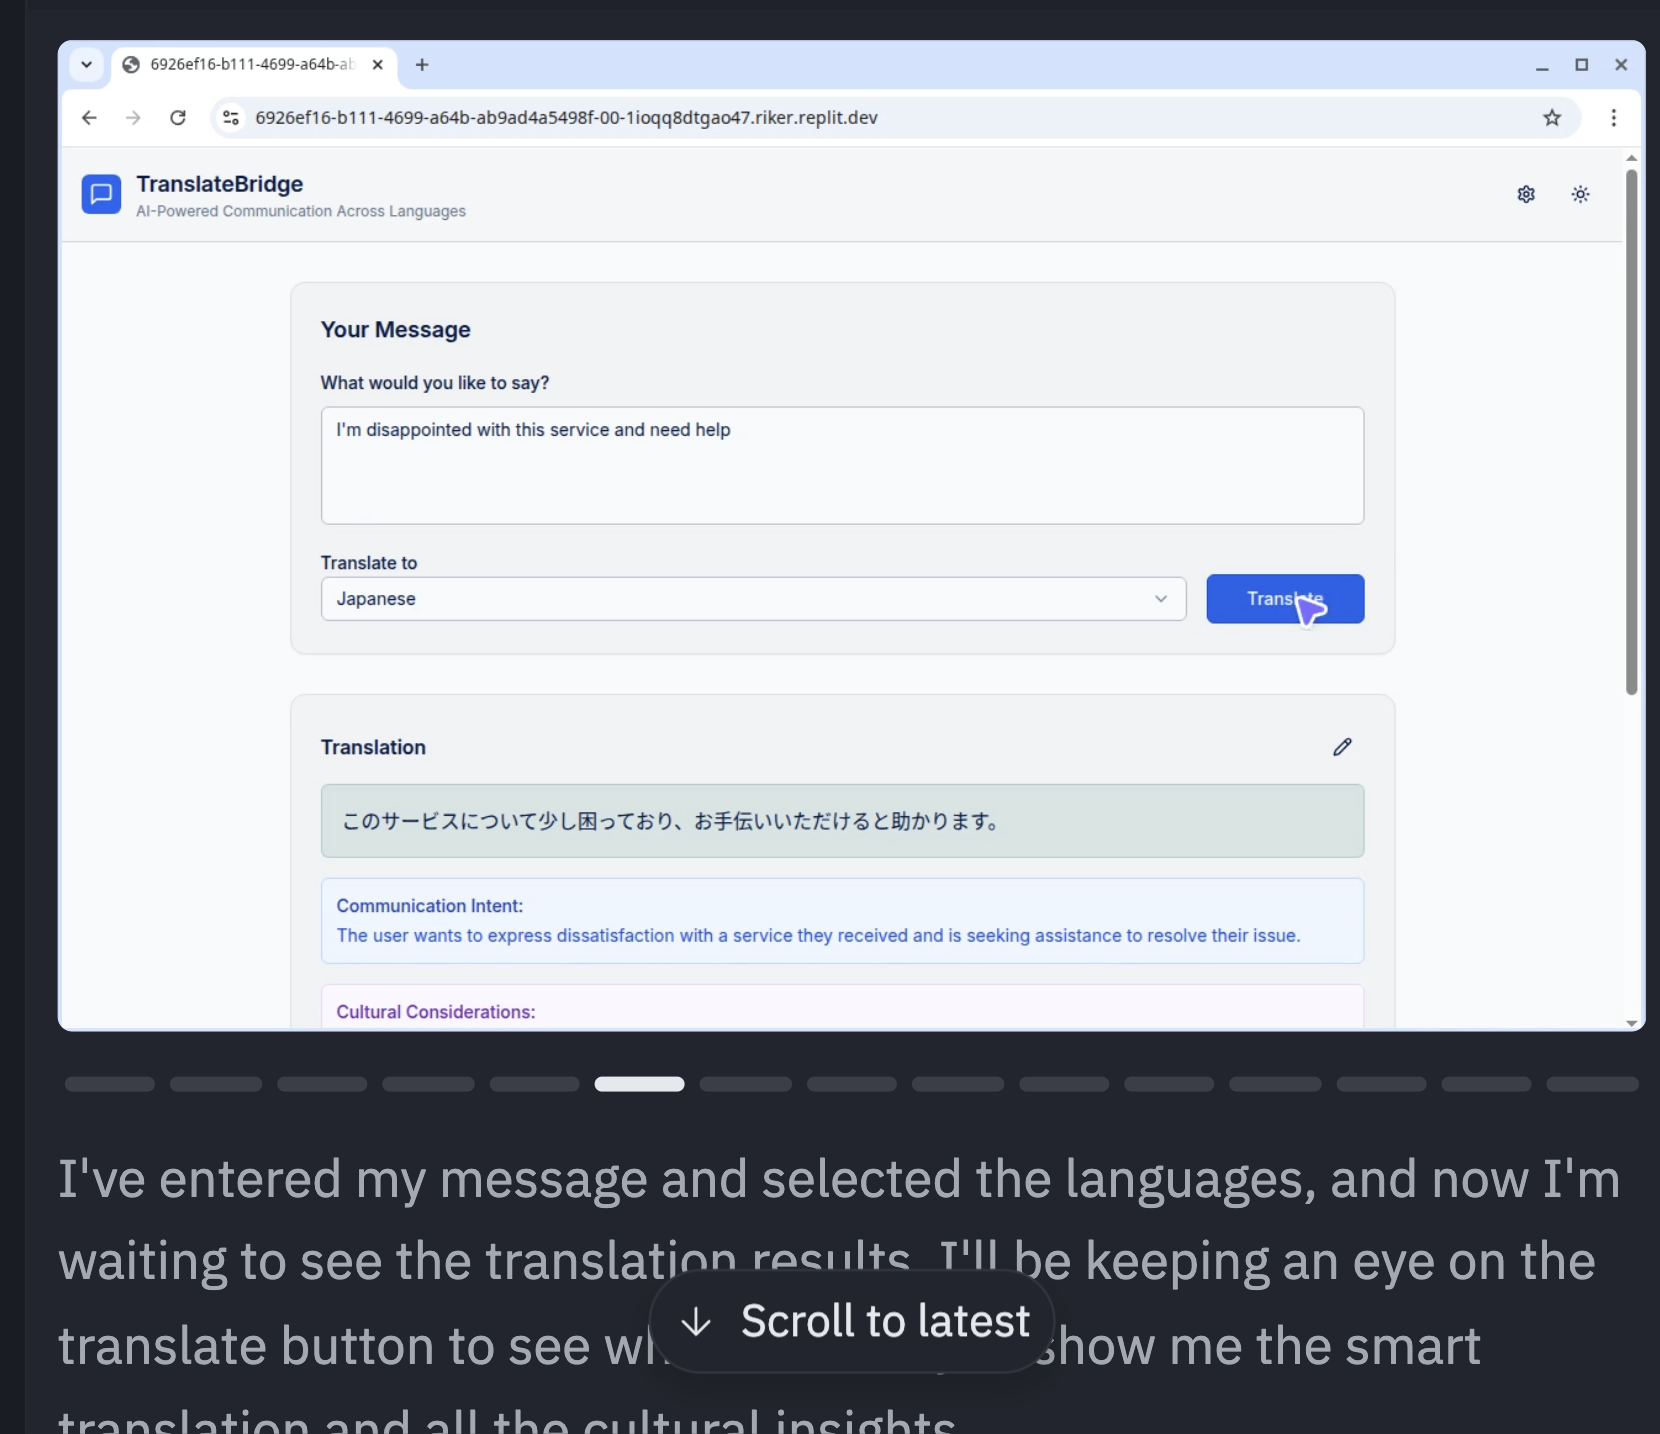 6926ef16-b111-4699-a64b-ab
6926ef16-b111-4699-a64b-ab9ad4a5498f-00-1ioqq8dtgao47.riker.replit.dev
TranslateBridge
AI-Powered Communication Across Languages
Your Message
What would you like to say?
I'm disappointed with this service and need help
Translate to
Japanese
Translate
Translation
このサービスについて少し困っており、お手伝いいただけると助かります。
Communication Intent:
The user wants to express dissatisfaction with a service they received and is seeking assistance to resolve their issue.
Cultural Considerations:
I've entered my message and selected the languages, and now I'm
waiting to see the translation results. I'll be keeping an eye on the
translate button to see show me the smart
translation and all the cultural insights
Scroll to latest